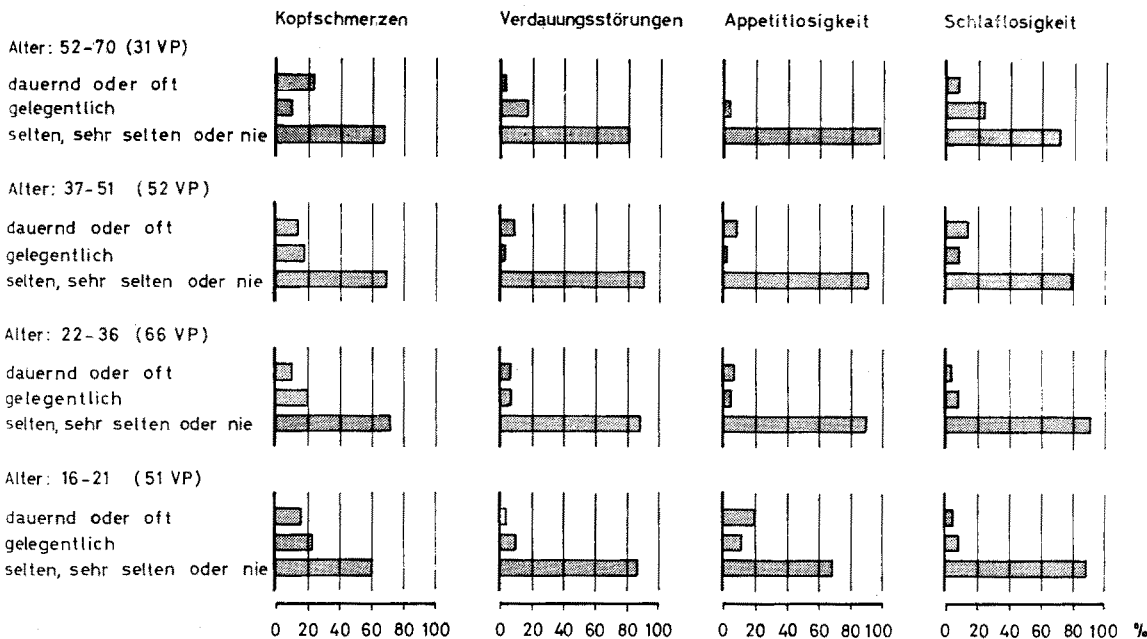 Kopfschmerzen Verdauungsstörungen Appetitlosigkeit Schlaflosigkeit
Alter: 52-70 (31 VP)
dauernd oder oft
gelegentlich
selten, sehr selten oder nie
Alter: 37-51 (52 VP)
dauernd oder oft
gelegentlich
selten, sehr selten oder nie
Alter: 22-36 (66 VP)
dauernd oder oft
gelegentlich
selten, sehr selten oder nie
Alter: 16-21 (51 VP)
dauernd oder oft
gelegentlich
selten, sehr selten oder nie
0 20 40 60 80 100 0 20 40 60 80 100 0 20 40 60 80 100 0 20 40 60 80 100 %